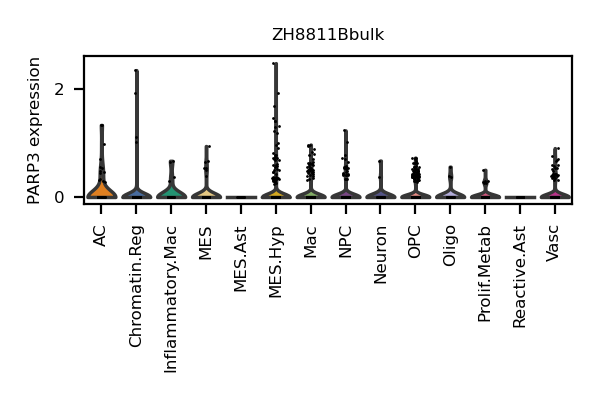 ZH8811Bbulk
PARP3 expression
2
0
AC
Chromatin.Reg
Inflammatory.Mac
MES
MES.Ast
MES.Hyp
Mac
NPC
Neuron
OPC
Oligo
Prolif.Metab
Reactive.Ast
Vasc